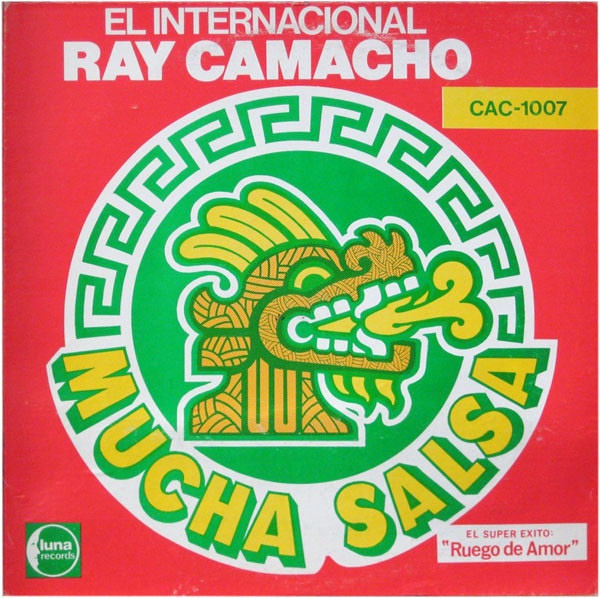 EL INTERNACIONAL
RAY CAMACHO
CAC-1007
MUCHA SALSA
EL SUPER EXITO:
"Ruego de Amor"
luna
records